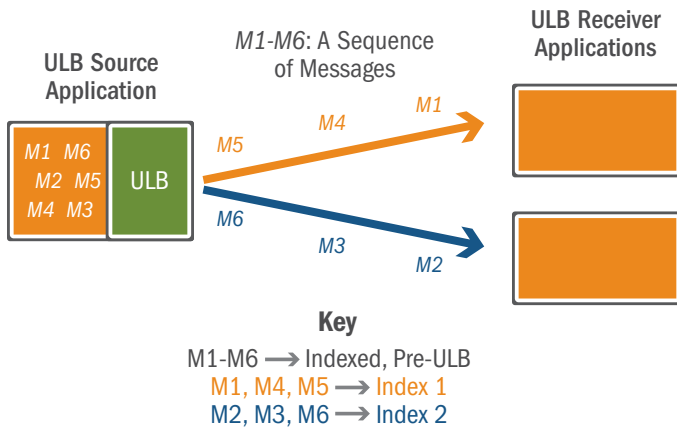 ULB Source
Application
M1-M6: A Sequence
of Messages
ULB Receiver
Applications
M1 M6
M2 M5
M4 M3
ULB
M5
M4
M1
M6
M3
M2
Key
M1-M6 → Indexed, Pre-ULB
M1, M4, M5 → Index 1
M2, M3, M6 → Index 2